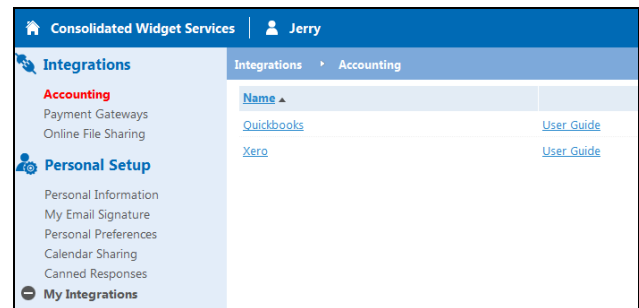 Consolidated Widget Services Jerry
Integrations
Accounting
Payment Gateways
Online File Sharing
Personal Setup
Personal Information
My Email Signature
Personal Preferences
Calendar Sharing
Canned Responses
My Integrations
Integrations Accounting
Name
Quickbooks User Guide
Xero User Guide